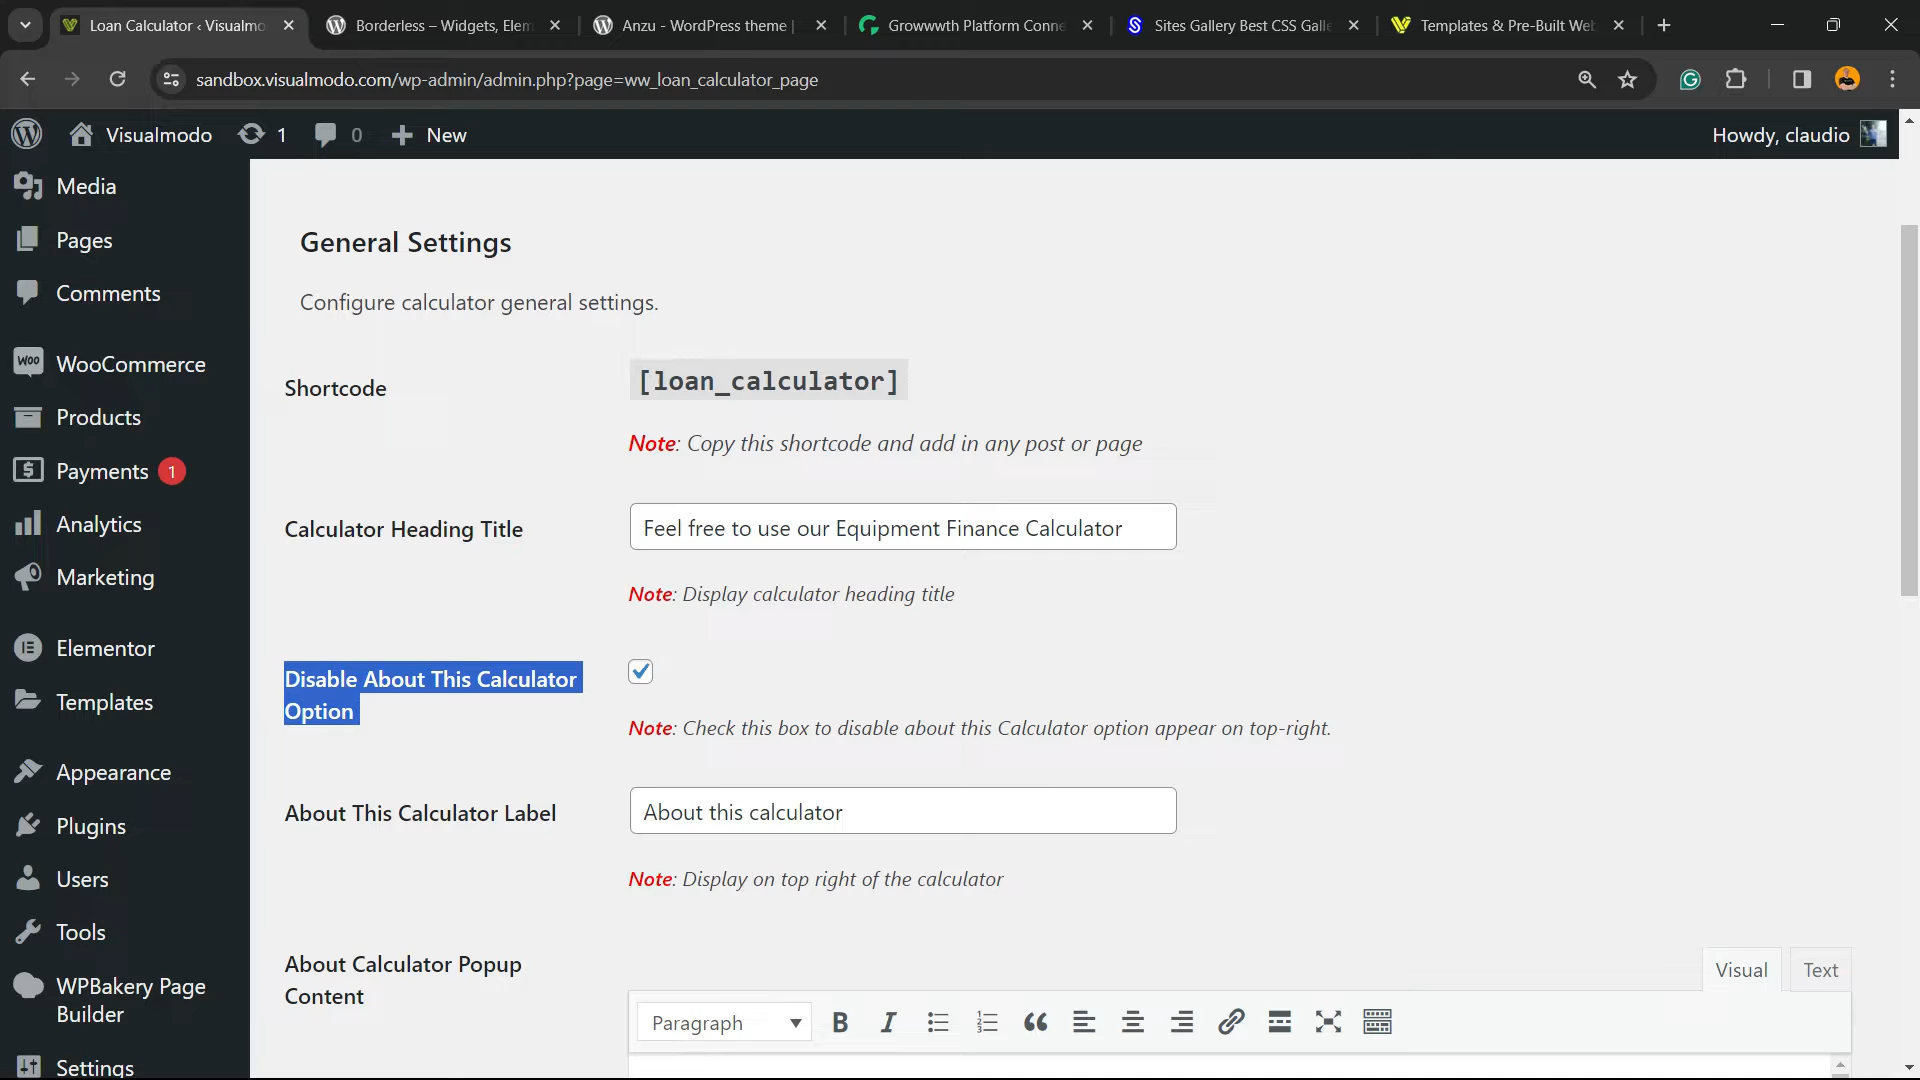 Loan Calculator ‹ Visualmo
Borderless – Widgets, Elem
Anzu - WordPress theme |
Growwwth Platform Conne
Sites Gallery Best CSS Galle
Templates & Pre-Built Web
sandbox.visualmodo.com/wp-admin/admin.php?page=ww_loan_calculator_page
Visualmodo
1
0
New
Howdy, claudio
Media
Pages
Comments
WooCommerce
Products
Payments 1
Analytics
Marketing
Elementor
Templates
Appearance
Plugins
Users
Tools
WPBakery Page
Builder
Settings
General Settings
Configure calculator general settings.
Shortcode
[loan_calculator]
Note: Copy this shortcode and add in any post or page
Calculator Heading Title
Feel free to use our Equipment Finance Calculator
Note: Display calculator heading title
Disable About This Calculator
Option
Note: Check this box to disable about this Calculator option appear on top-right.
About This Calculator Label
About this calculator
Note: Display on top right of the calculator
About Calculator Popup
Content
Visual
Text
Paragraph